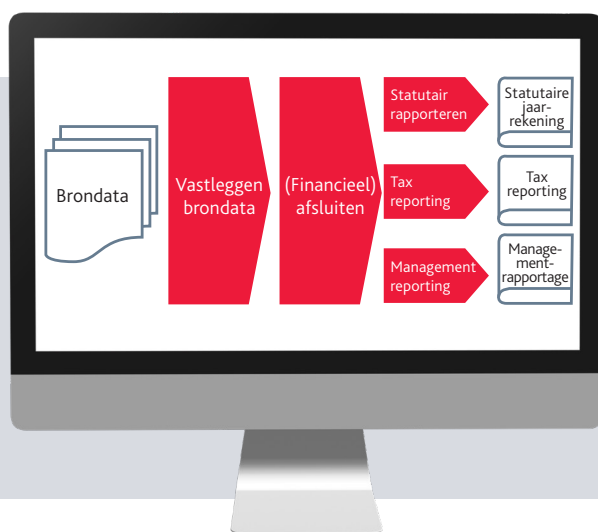 Brondata
Vastleggen
brondata
(Financieel)
afsluiten
Statutair
rapporteren
Tax
reporting
Management
reporting
Statutaire
jaar-
rekening
Tax
reporting
Manage-
ment-
rapportage